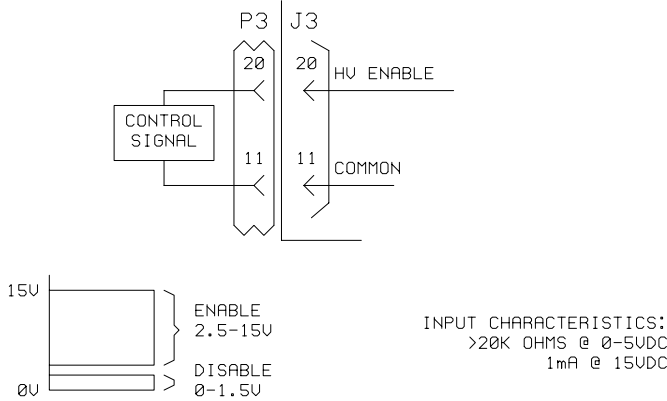 P3 J3
20 20
HV ENABLE
CONTROL
SIGNAL
11 11
COMMON
15V
ENABLE
2.5-15V
DISABLE
0V
0-1.5V
INPUT CHARACTERISTICS:
>20K OHMS @ 0-5VDC
1mA @ 15VDC